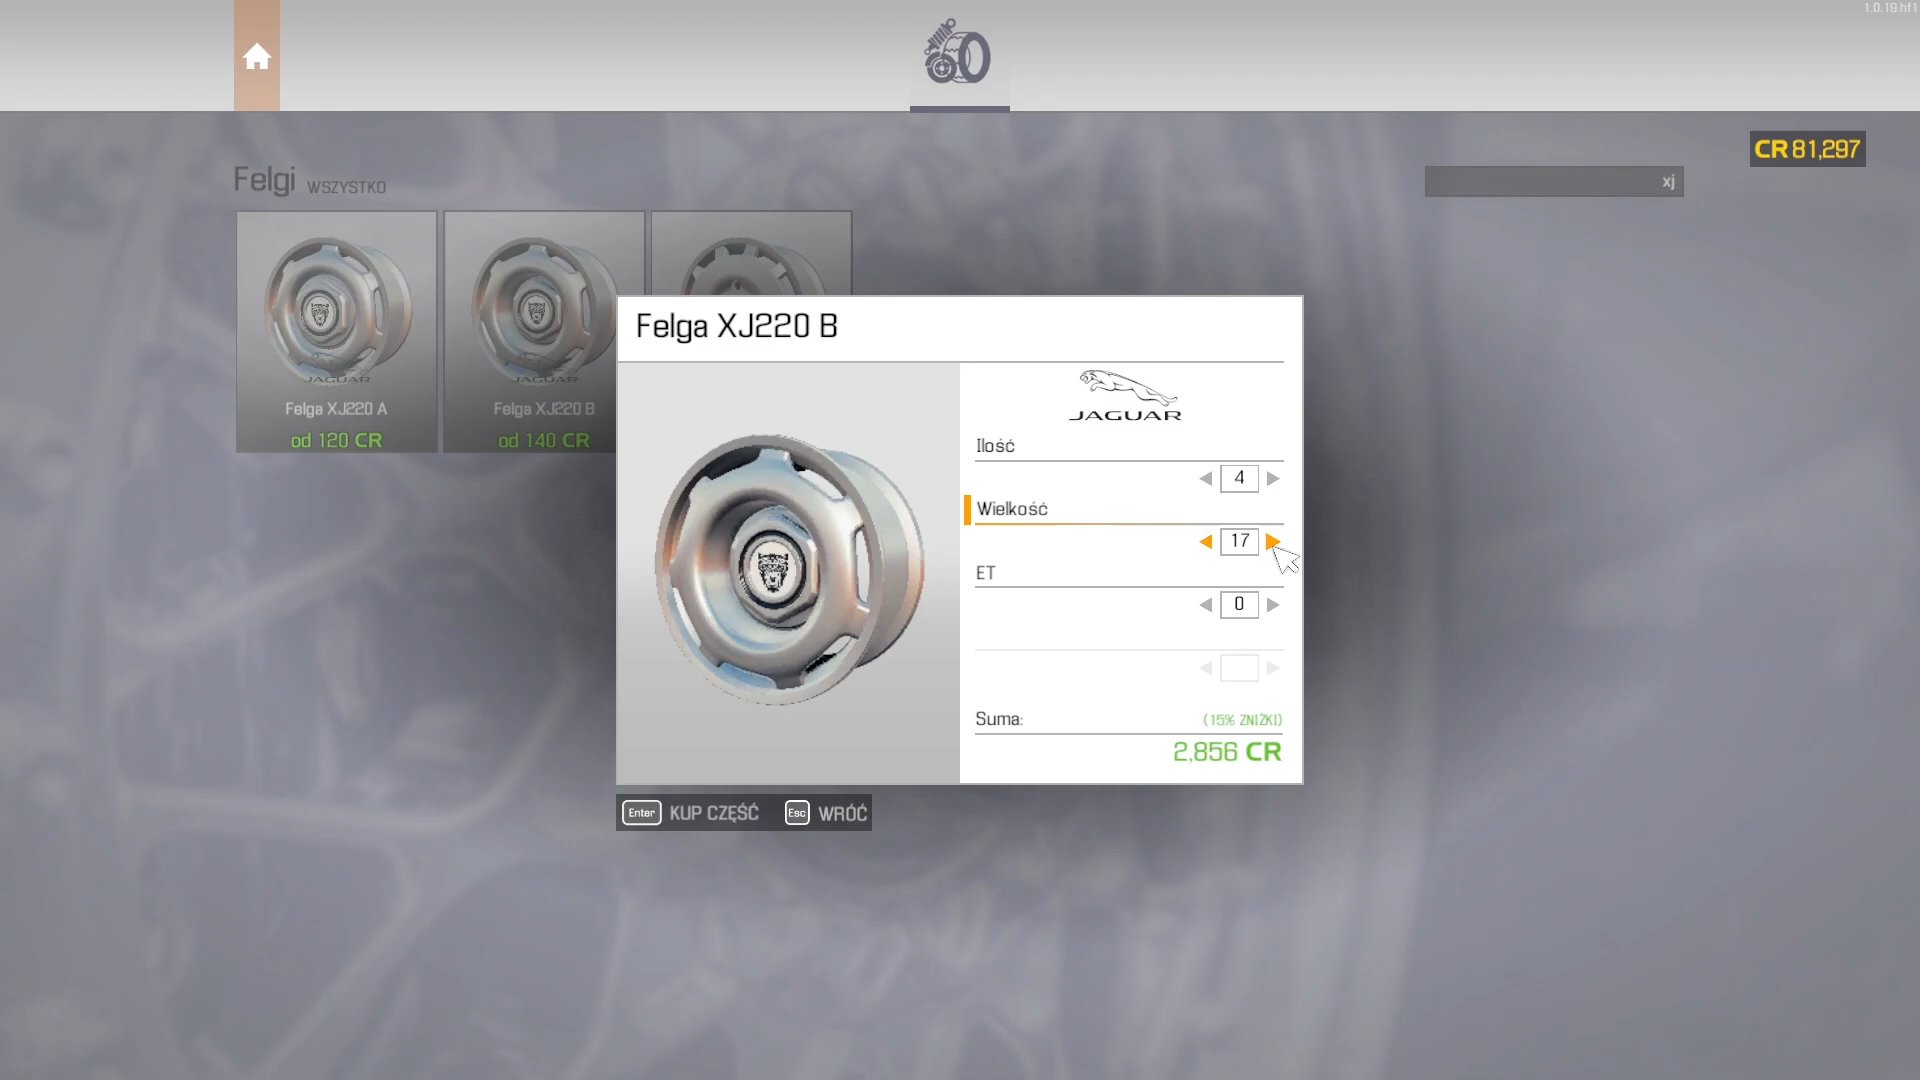 1.0.19.hf1
CR 81,297
Felgi WSZYSTKO
xj
JAGUAR
Felga XJ220 A
od 120 CR
JAGUAR
Felga XJ220 B
od 140 CR
Felga XJ220 B
JAGUAR
Ilość
4
Wielkość
17
ET
0
Suma:
(15% ZNIŻKI)
2,856 CR
Enter KUP CZĘŚĆ Esc WRÓĆ